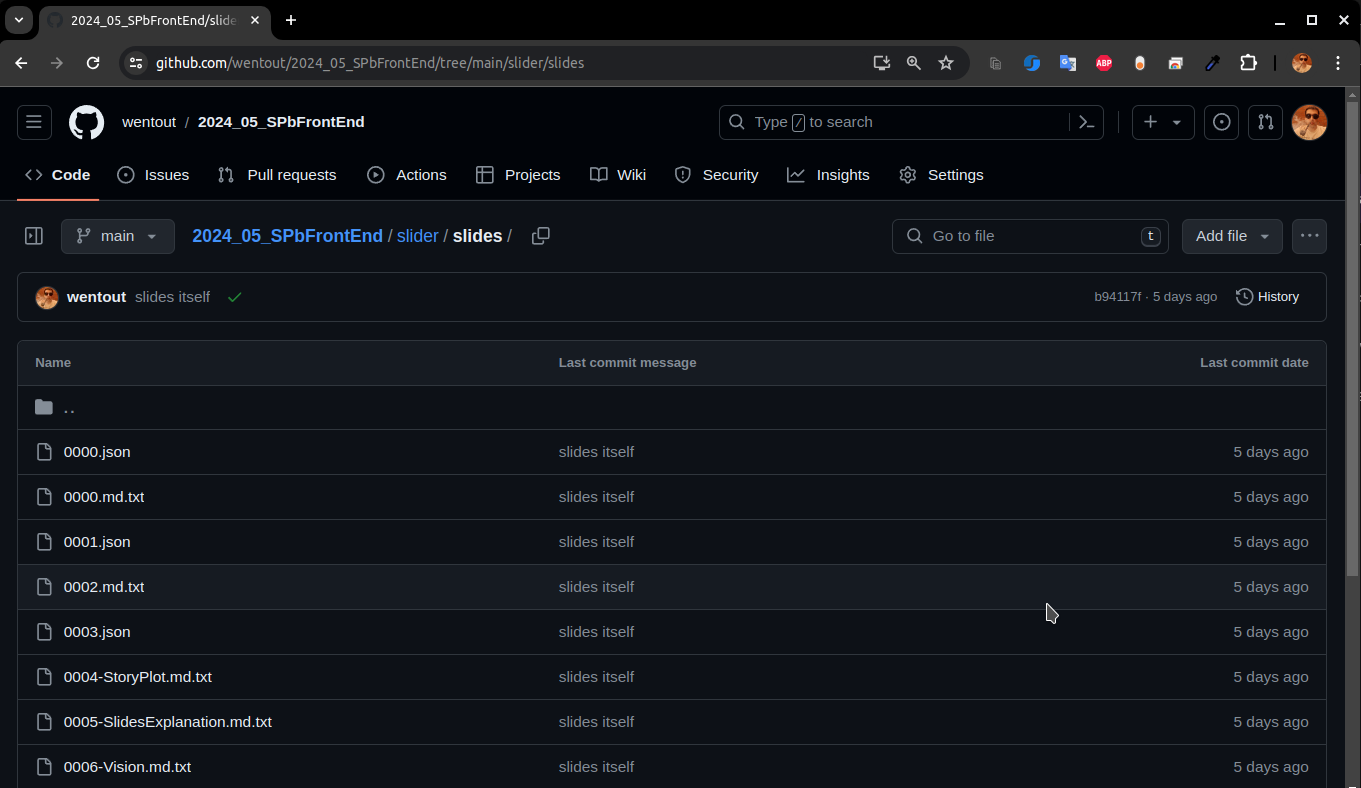 2024_05_SPbFrontEnd/slide
github.com/wentout/2024_05_SPbFrontEnd/tree/main/slider/slides
ABP
wentout / 2024_05_SPbFrontEnd
Type / to search
Code Issues Pull requests Actions Projects Wiki Security Insights Settings
main 2024_05_SPbFrontEnd / slider / slides / Go to file t Add file
wentout slides itself b94117f · 5 days ago History
Name Last commit message Last commit date
..
0000.json slides itself 5 days ago
0000.md.txt slides itself 5 days ago
0001.json slides itself 5 days ago
0002.md.txt slides itself 5 days ago
0003.json slides itself 5 days ago
0004-StoryPlot.md.txt slides itself 5 days ago
0005-SlidesExplanation.md.txt slides itself 5 days ago
0006-Vision.md.txt slides itself 5 days ago